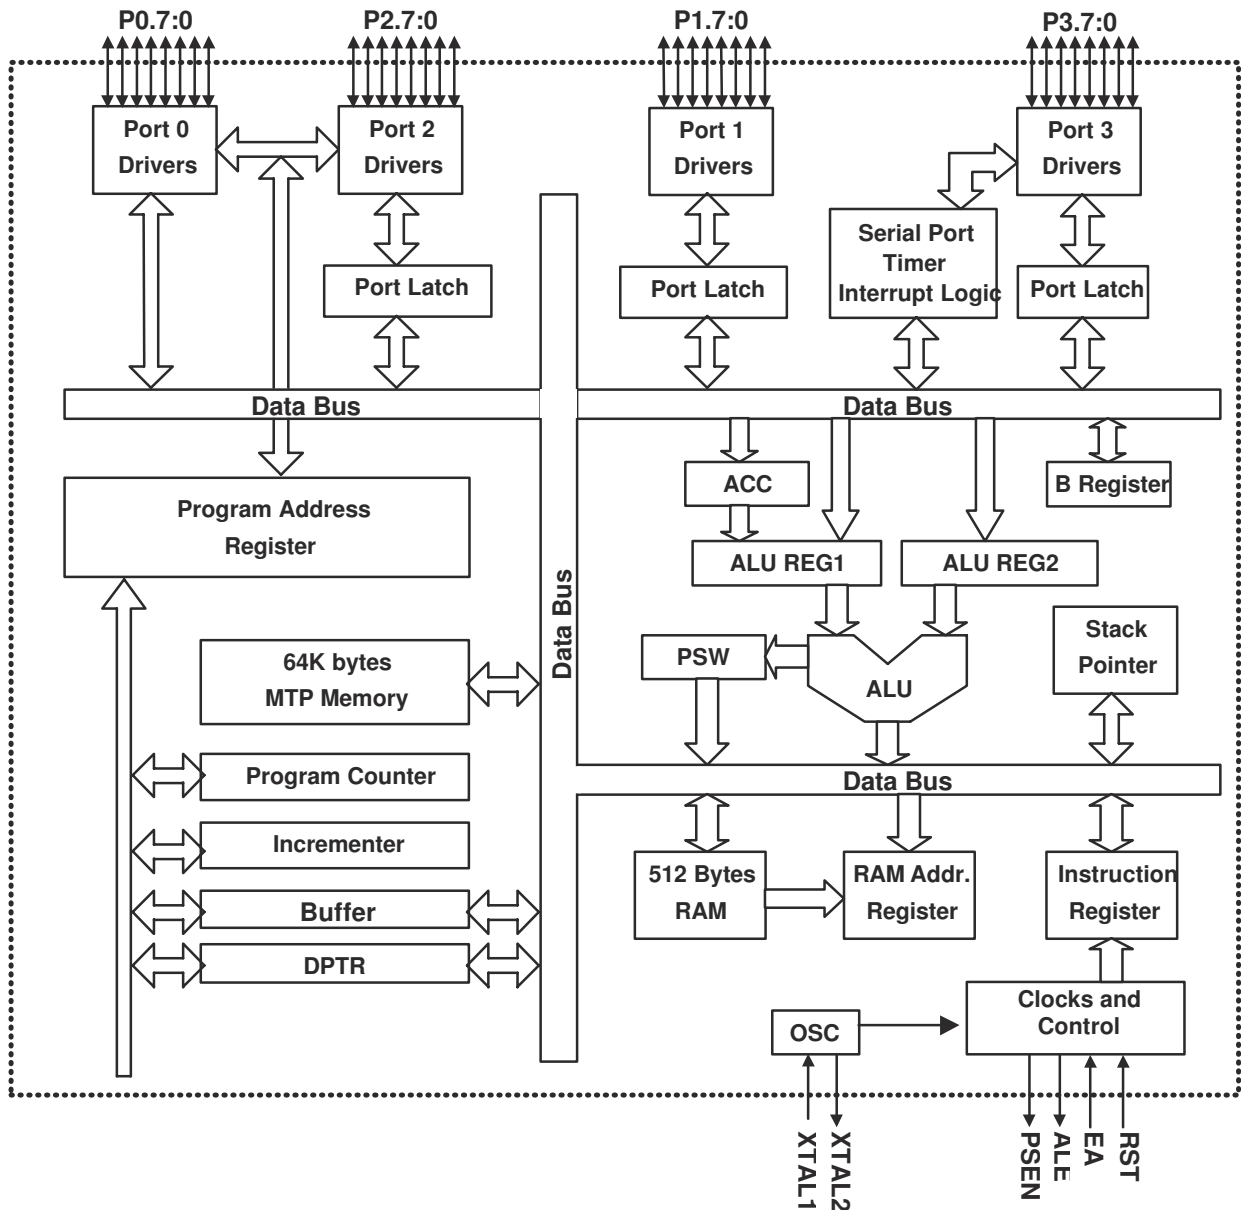 P0.7:0
P2.7:0
P1.7:0
P3.7:0
Port 0
Drivers
Port 2
Drivers
Port 1
Drivers
Port 3
Drivers
Port Latch
Port Latch
Serial Port
Timer
Interrupt Logic
Port Latch
Data Bus
Data Bus
Program Address
Register
ACC
B Register
ALU REG1
ALU REG2
Data Bus
64K bytes
MTP Memory
PSW
ALU
Stack
Pointer
Program Counter
Data Bus
Incrementer
Buffer
DPTR
512 Bytes
RAM
RAM Addr.
Register
Instruction
Register
OSC
Clocks and
Control
XTAL1
XTAL2
PSEN
ALE
EA
RST